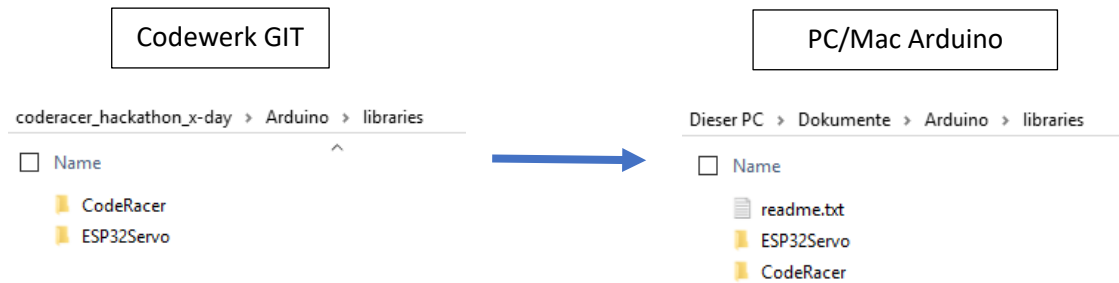 Codewerk GIT
coderacer_hackathon_x-day > Arduino > libraries
Name
CodeRacer
ESP32Servo
PC/Mac Arduino
Dieser PC > Dokumente > Arduino > libraries
Name
readme.txt
ESP32Servo
CodeRacer